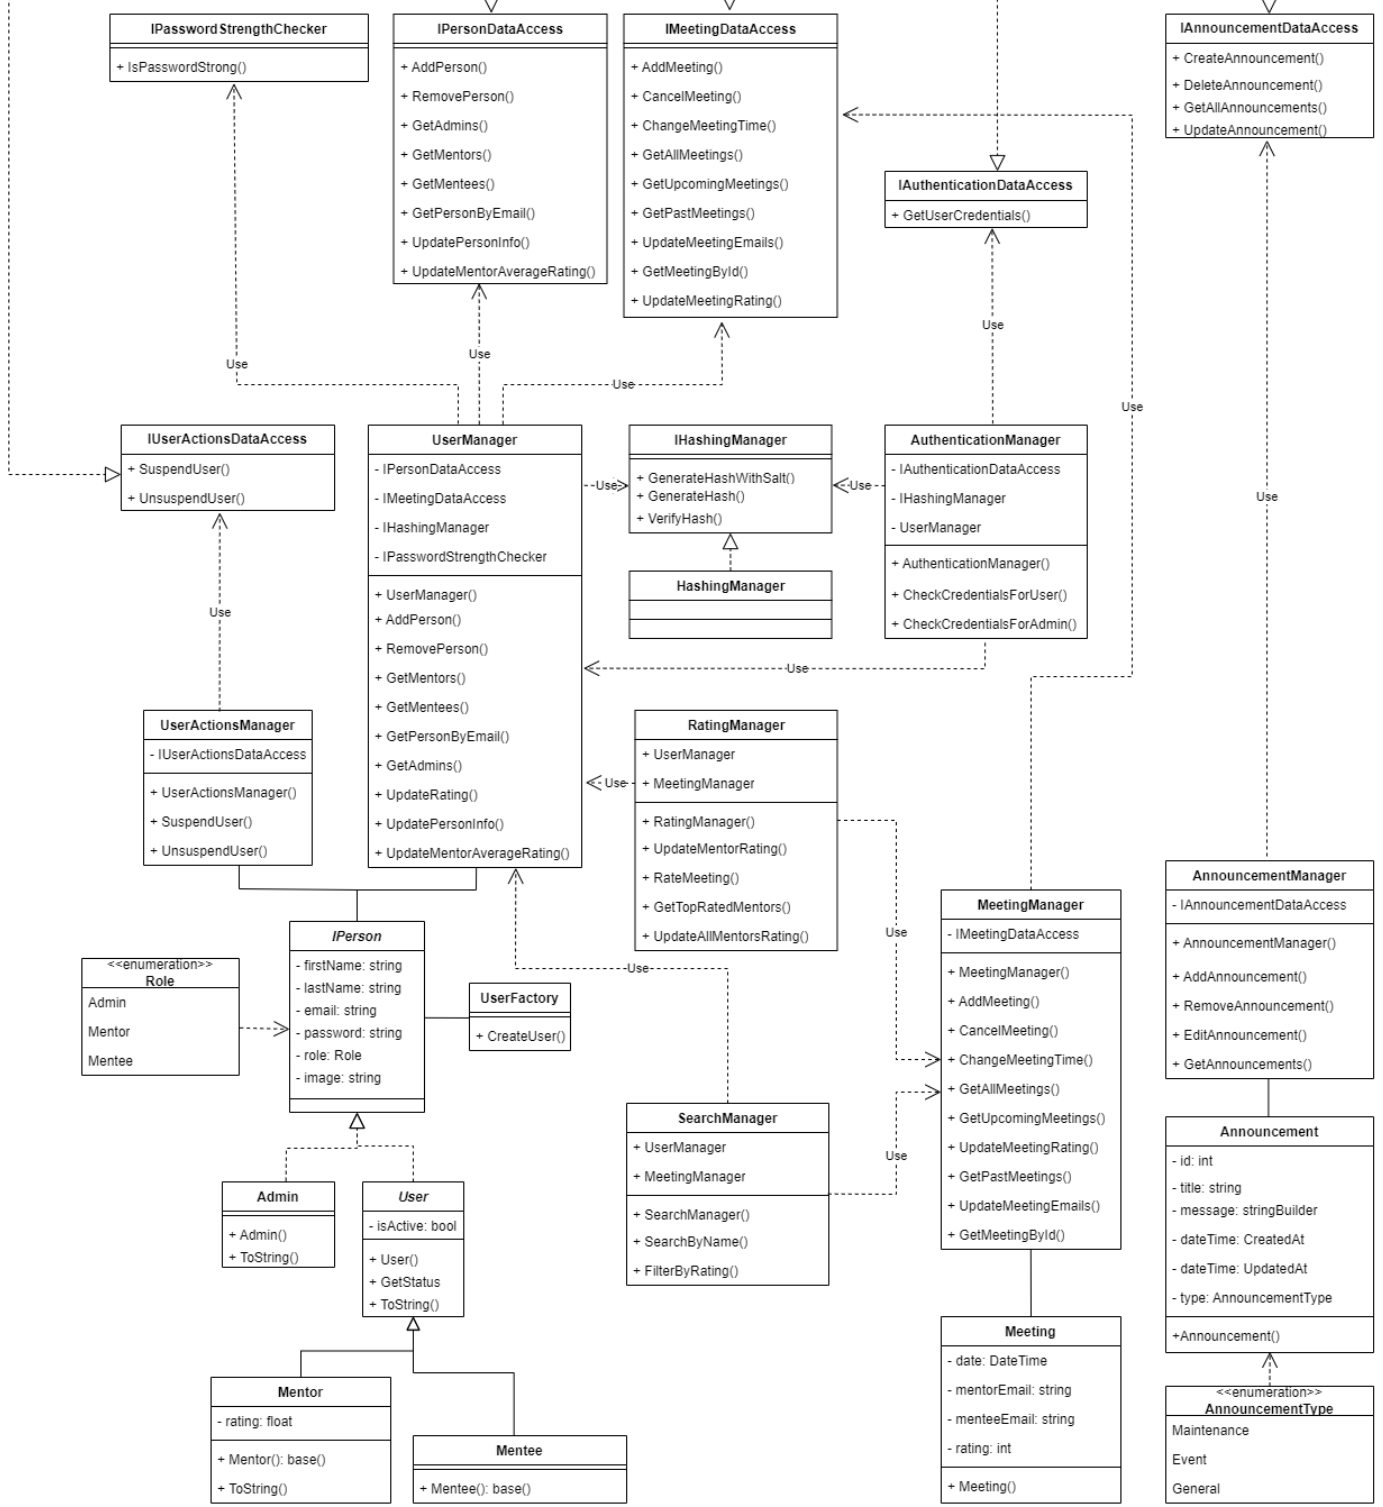 IPasswordStrengthChecker
+ IsPasswordStrong()
IPersonDataAccess
+ AddPerson()
+ RemovePerson()
+ GetAdmins()
+ GetMentors()
+ GetMentees()
+ GetPersonByEmail()
+ UpdatePersonInfo()
+ UpdateMentorAverageRating()
IMeetingDataAccess
+ AddMeeting()
+ CancelMeeting()
+ ChangeMeetingTime()
+ GetAllMeetings()
+ GetUpcomingMeetings()
+ GetPastMeetings()
+ UpdateMeetingEmails()
+ GetMeetingById()
+ UpdateMeetingRating()
IAnnouncementDataAccess
+ CreateAnnouncement()
+ DeleteAnnouncement()
+ GetAllAnnouncements()
+ UpdateAnnouncement()
IAuthenticationDataAccess
+ GetUserCredentials()
Use
Use
Use
Use
Use
Use
IUserActionsDataAccess
+ SuspendUser()
+ UnsuspendUser()
UserManager
- IPersonDataAccess
- IMeetingDataAccess
- IHashingManager
- IPasswordStrengthChecker
+ UserManager()
+ AddPerson()
+ RemovePerson()
+ GetMentors()
+ GetMentees()
+ GetPersonByEmail()
+ GetAdmins()
+ UpdateRating()
+ UpdatePersonInfo()
+ UpdateMentorAverageRating()
Use
IHashingManager
+ GenerateHashWithSalt()
+ GenerateHash()
+ VerifyHash()
Use
HashingManager
AuthenticationManager
- IAuthenticationDataAccess
- IHashingManager
- UserManager
+ AuthenticationManager()
+ CheckCredentialsForUser()
+ CheckCredentialsForAdmin()
Use
Use
UserActionsManager
- IUserActionsDataAccess
+ UserActionsManager()
+ SuspendUser()
+ UnsuspendUser()
Use
RatingManager
+ UserManager
+ MeetingManager
+ RatingManager()
+ UpdateMentorRating()
+ RateMeeting()
+ GetTopRatedMentors()
+ UpdateAllMentorsRating()
Use
Use
MeetingManager
- IMeetingDataAccess
+ MeetingManager()
+ AddMeeting()
+ CancelMeeting()
+ ChangeMeetingTime()
+ GetAllMeetings()
+ GetUpcomingMeetings()
+ UpdateMeetingRating()
+ GetPastMeetings()
+ UpdateMeetingEmails()
+ GetMeetingById()
AnnouncementManager
- IAnnouncementDataAccess
+ AnnouncementManager()
+ AddAnnouncement()
+ RemoveAnnouncement()
+ EditAnnouncement()
+ GetAnnouncements()
<<enumeration>>
Role
Admin
Mentor
Mentee
IPerson
- firstName: string
- lastName: string
- email: string
- password: string
- role: Role
- image: string
UserFactory
+ CreateUser()
SearchManager
+ UserManager
+ MeetingManager
+ SearchManager()
+ SearchByName()
+ FilterByRating()
Use
Announcement
- id: int
- title: string
- message: stringBuilder
- dateTime: CreatedAt
- dateTime: UpdatedAt
- type: AnnouncementType
+Announcement()
Admin
+ Admin()
+ ToString()
User
- isActive: bool
+ User()
+ GetStatus
+ ToString()
Mentor
- rating: float
+ Mentor(): base()
+ ToString()
Mentee
+ Mentee(): base()
Meeting
- date: DateTime
- mentorEmail: string
- menteeEmail: string
- rating: int
+ Meeting()
<<enumeration>>
AnnouncementType
Maintenance
Event
General